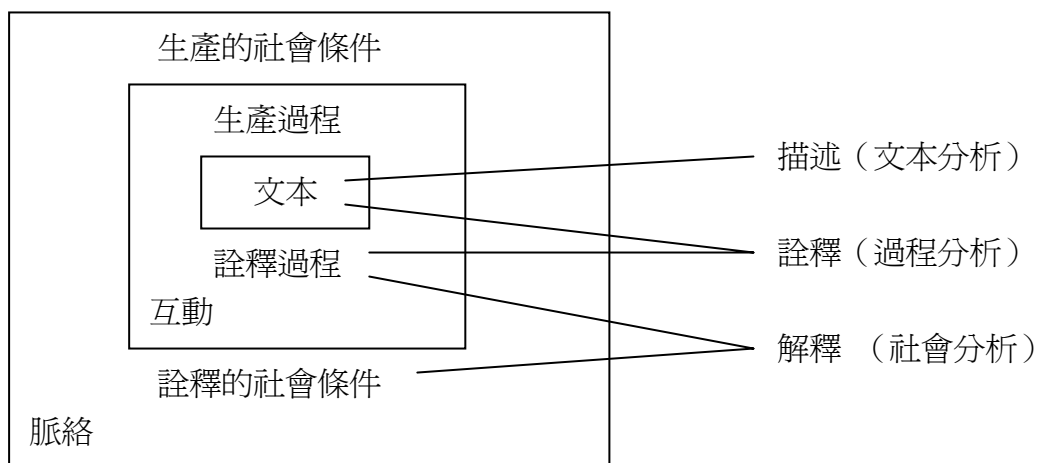 生產的社會條件
生產過程
描述（文本分析）
文本
詮釋過程
詮釋（過程分析）
互動
解釋 （社會分析）
詮釋的社會條件
脈絡